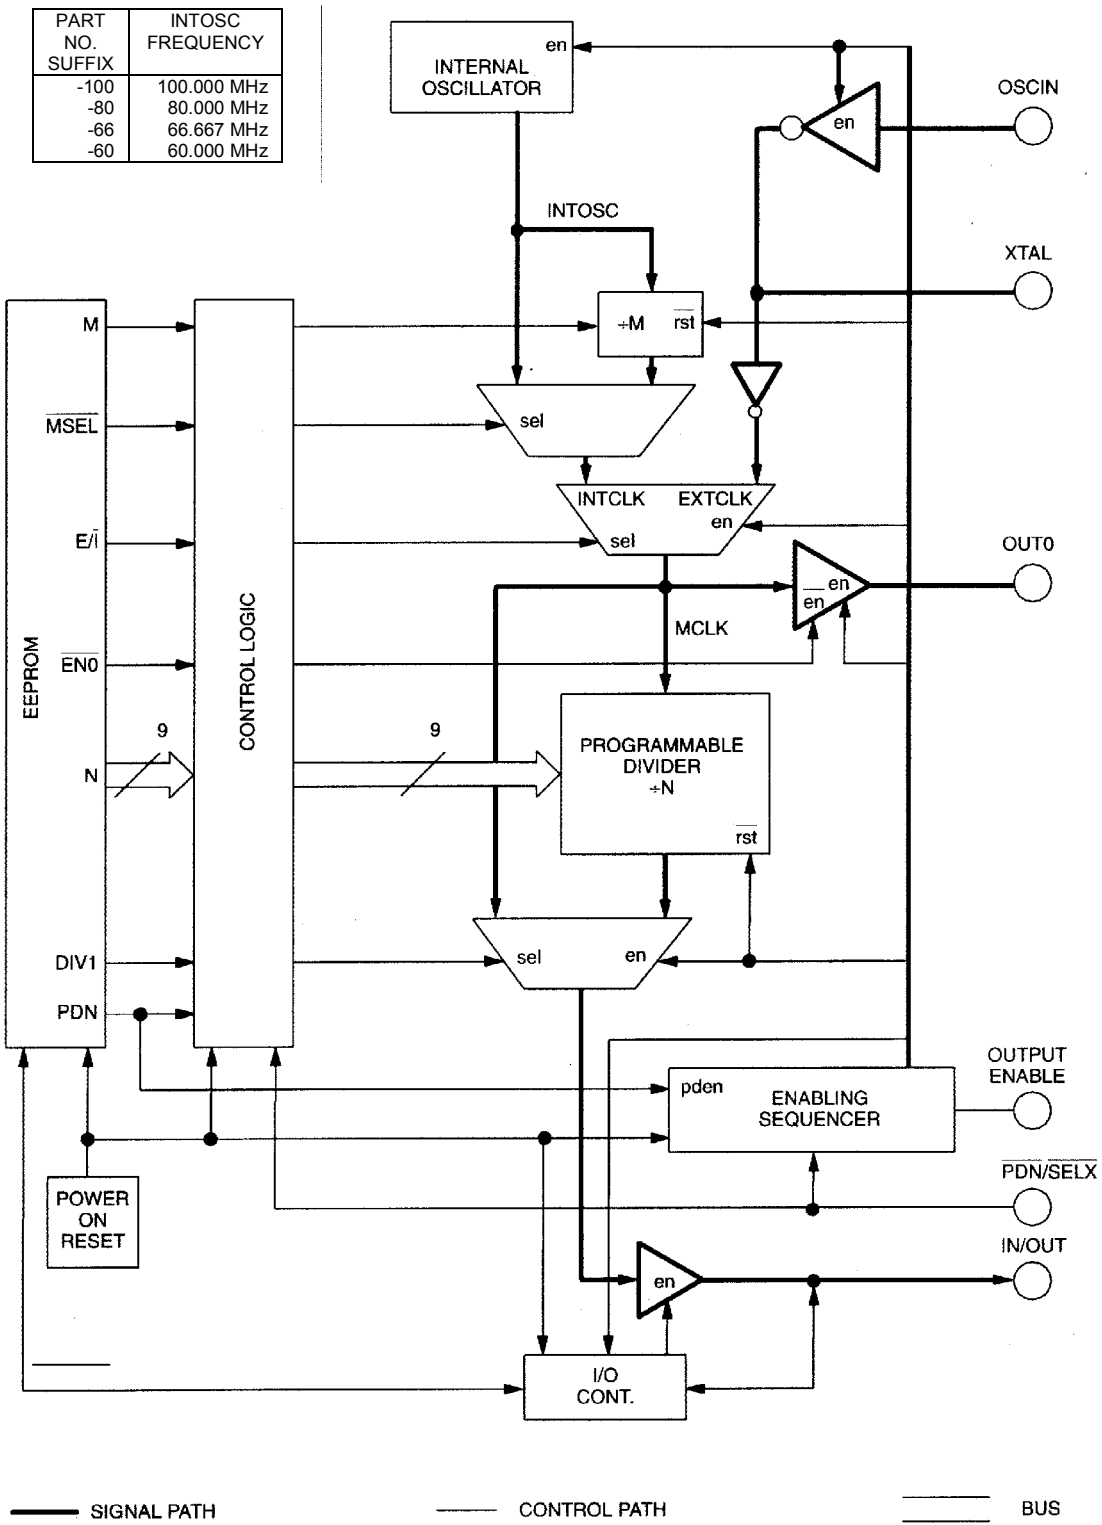 PART NO. SUFFIX
INTOSC FREQUENCY
-100 100.000 MHz
-80 80.000 MHz
-66 66.667 MHz
-60 60.000 MHz
INTERNAL
OSCILLATOR
en
en
OSCIN
INTOSC
XTAL
÷M
rst
M
MSEL
sel
INTCLK
EXTCLK
en
sel
E/I
OUT0
en
en
MCLK
EN0
EEPROM
CONTROL LOGIC
9
9
N
PROGRAMMABLE
DIVIDER
÷N
rst
DIV1
sel
en
PDN
OUTPUT
ENABLE
pden
ENABLING
SEQUENCER
PDN/SELX
POWER
ON
RESET
IN/OUT
en
I/O
CONT.
SIGNAL PATH
CONTROL PATH
BUS